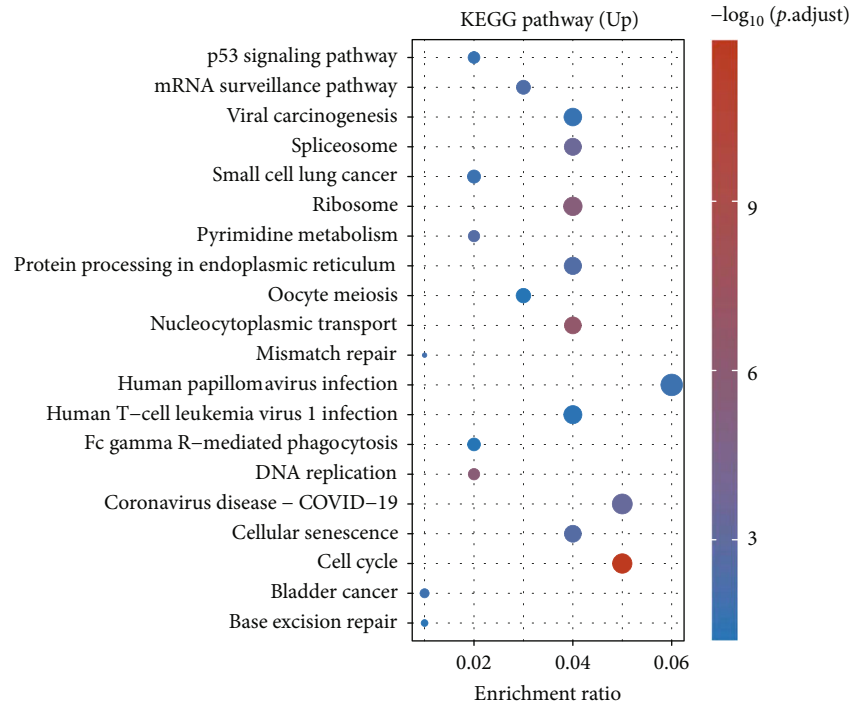 KEGG pathway (Up)
−log10 (p.adjust)
p53 signaling pathway
mRNA surveillance pathway
Viral carcinogenesis
Spliceosome
Small cell lung cancer
Ribosome
Pyrimidine metabolism
Protein processing in endoplasmic reticulum
Oocyte meiosis
Nucleocytoplasmic transport
Mismatch repair
Human papillomavirus infection
Human T−cell leukemia virus 1 infection
Fc gamma R−mediated phagocytosis
DNA replication
Coronavirus disease − COVID−19
Cellular senescence
Cell cycle
Bladder cancer
Base excision repair
9
6
3
0.02 0.04 0.06
Enrichment ratio